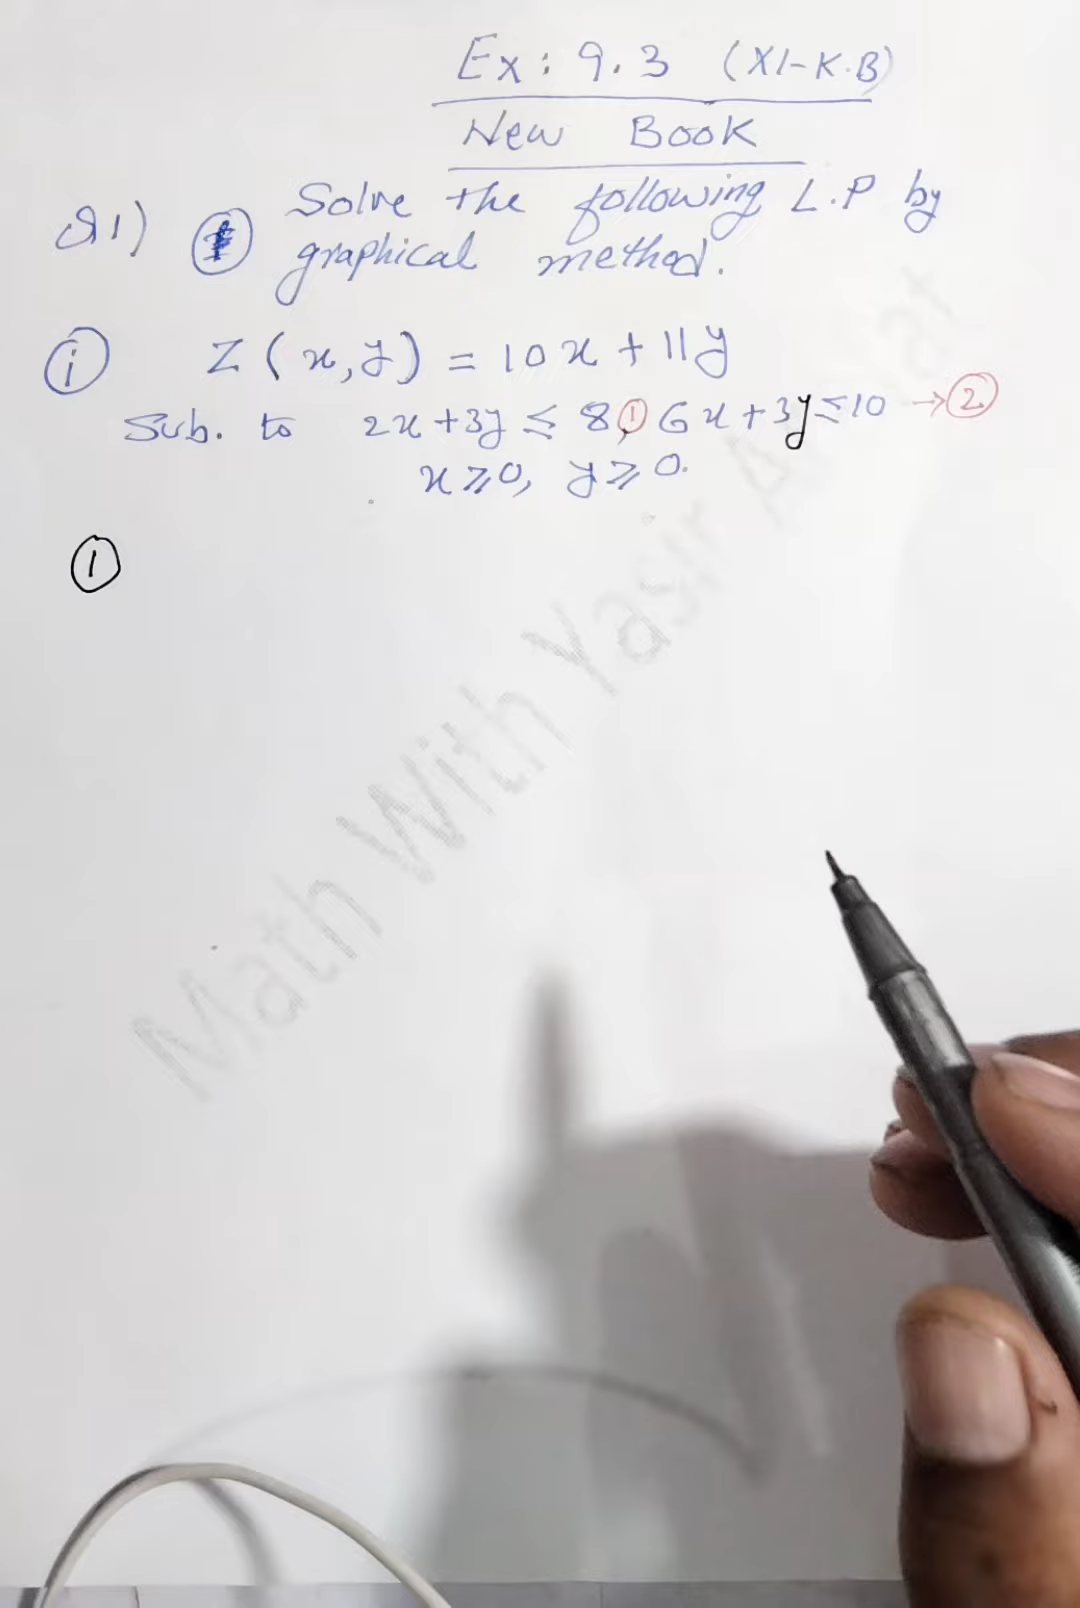 Ex: 9.3 (XI-K.B)
New Book
Q1) Solve the following L.P by
graphical method.
i Z(x,y) = 10x + 11y
Sub. to 2x + 3y ≤ 8, ① 6x + 3y ≤ 10 → ②
x ≥ 0, y ≥ 0.
①
Math With Yasir Arafat